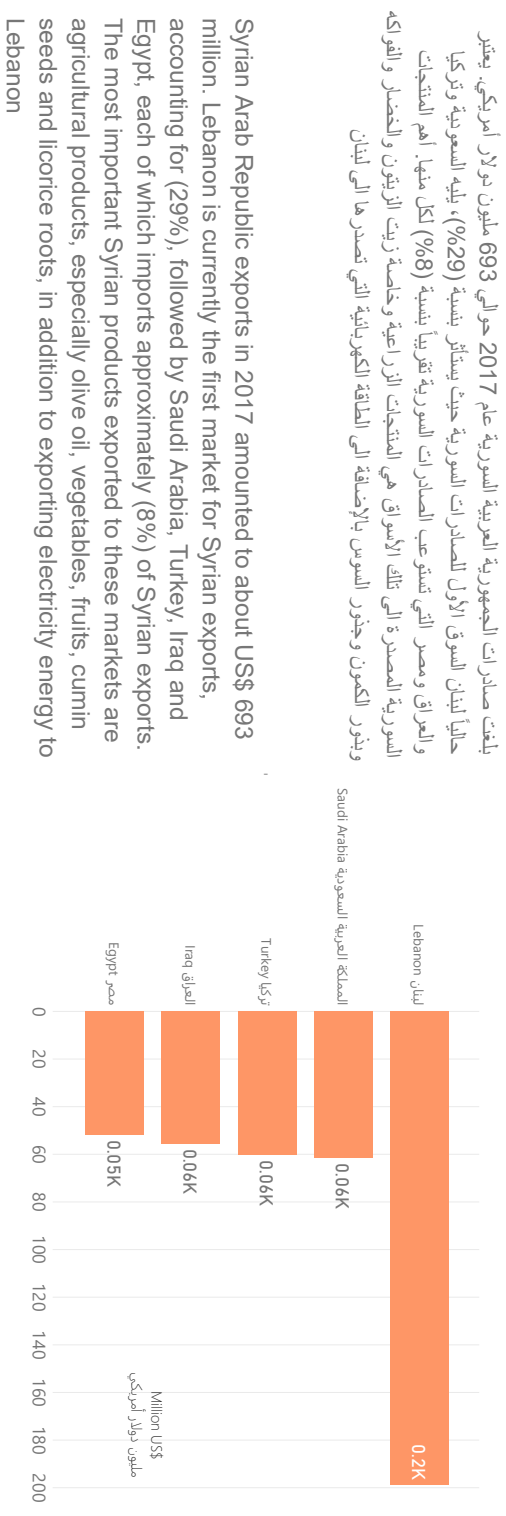 بلغت صادرات الجمهورية العربية السورية عام 2017 حوالي 693 مليون دولار أمريكي. يعتبر
حالياً لبنان السوق الأول للصادرات السورية حيث يستأثر بنسبة (29%)، يليه السعودية وتركيا
والعراق ومصر التي تستوعب الصادرات السورية تقريباً بنسبة (8%) لكل منها. أهم المنتجات
السورية المصدرة الى تلك الأسواق هي المنتجات الزراعية وخاصة زيت الزيتون والخضار والفواكه
وبذور الكمون وجذور السوس بالإضافة الى الطاقة الكهربائية التي تصدرها الى لبنان
Syrian Arab Republic exports in 2017 amounted to about US$ 693
million. Lebanon is currently the first market for Syrian exports,
accounting for (29%), followed by Saudi Arabia, Turkey, Iraq and
Egypt, each of which imports approximately (8%) of Syrian exports.
The most important Syrian products exported to these markets are
agricultural products, especially olive oil, vegetables, fruits, cumin
seeds and licorice roots, in addition to exporting electricity energy to
Lebanon
لبنان Lebanon
0.2K
المملكة العربية السعودية Saudi Arabia
0.06K
تركيا Turkey
0.06K
العراق Iraq
0.06K
مصر Egypt
0.05K
Million US$
مليون دولار أمريكي
0 20 40 60 80 100 120 140 160 180 200